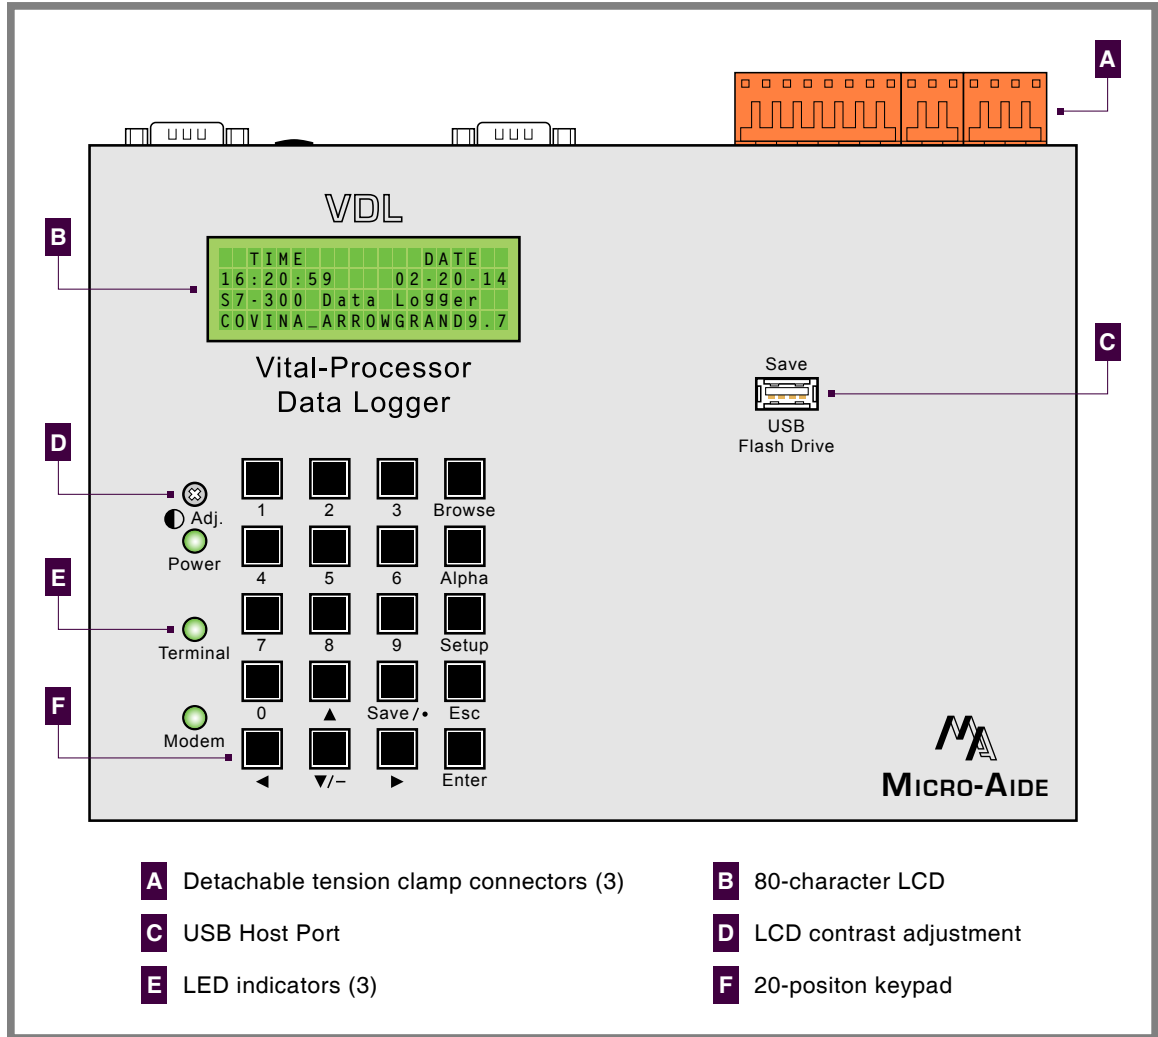 A
VDL
B
TIME DATE
16:20:59 02-20-14
S7-300 Data Logger
COVINA_ARROWGRAND9.7
Vital-Processor
Data Logger
C
Save
USB
Flash Drive
D
Adj.
1 2 3 Browse
Power
4 5 6 Alpha
E
Terminal
7 8 9 Setup
F
0 ▲ Save/• Esc
Modem
◄ ▼/– ► Enter
MA
MICRO-AIDE
A Detachable tension clamp connectors (3)
B 80-character LCD
C USB Host Port
D LCD contrast adjustment
E LED indicators (3)
F 20-positon keypad